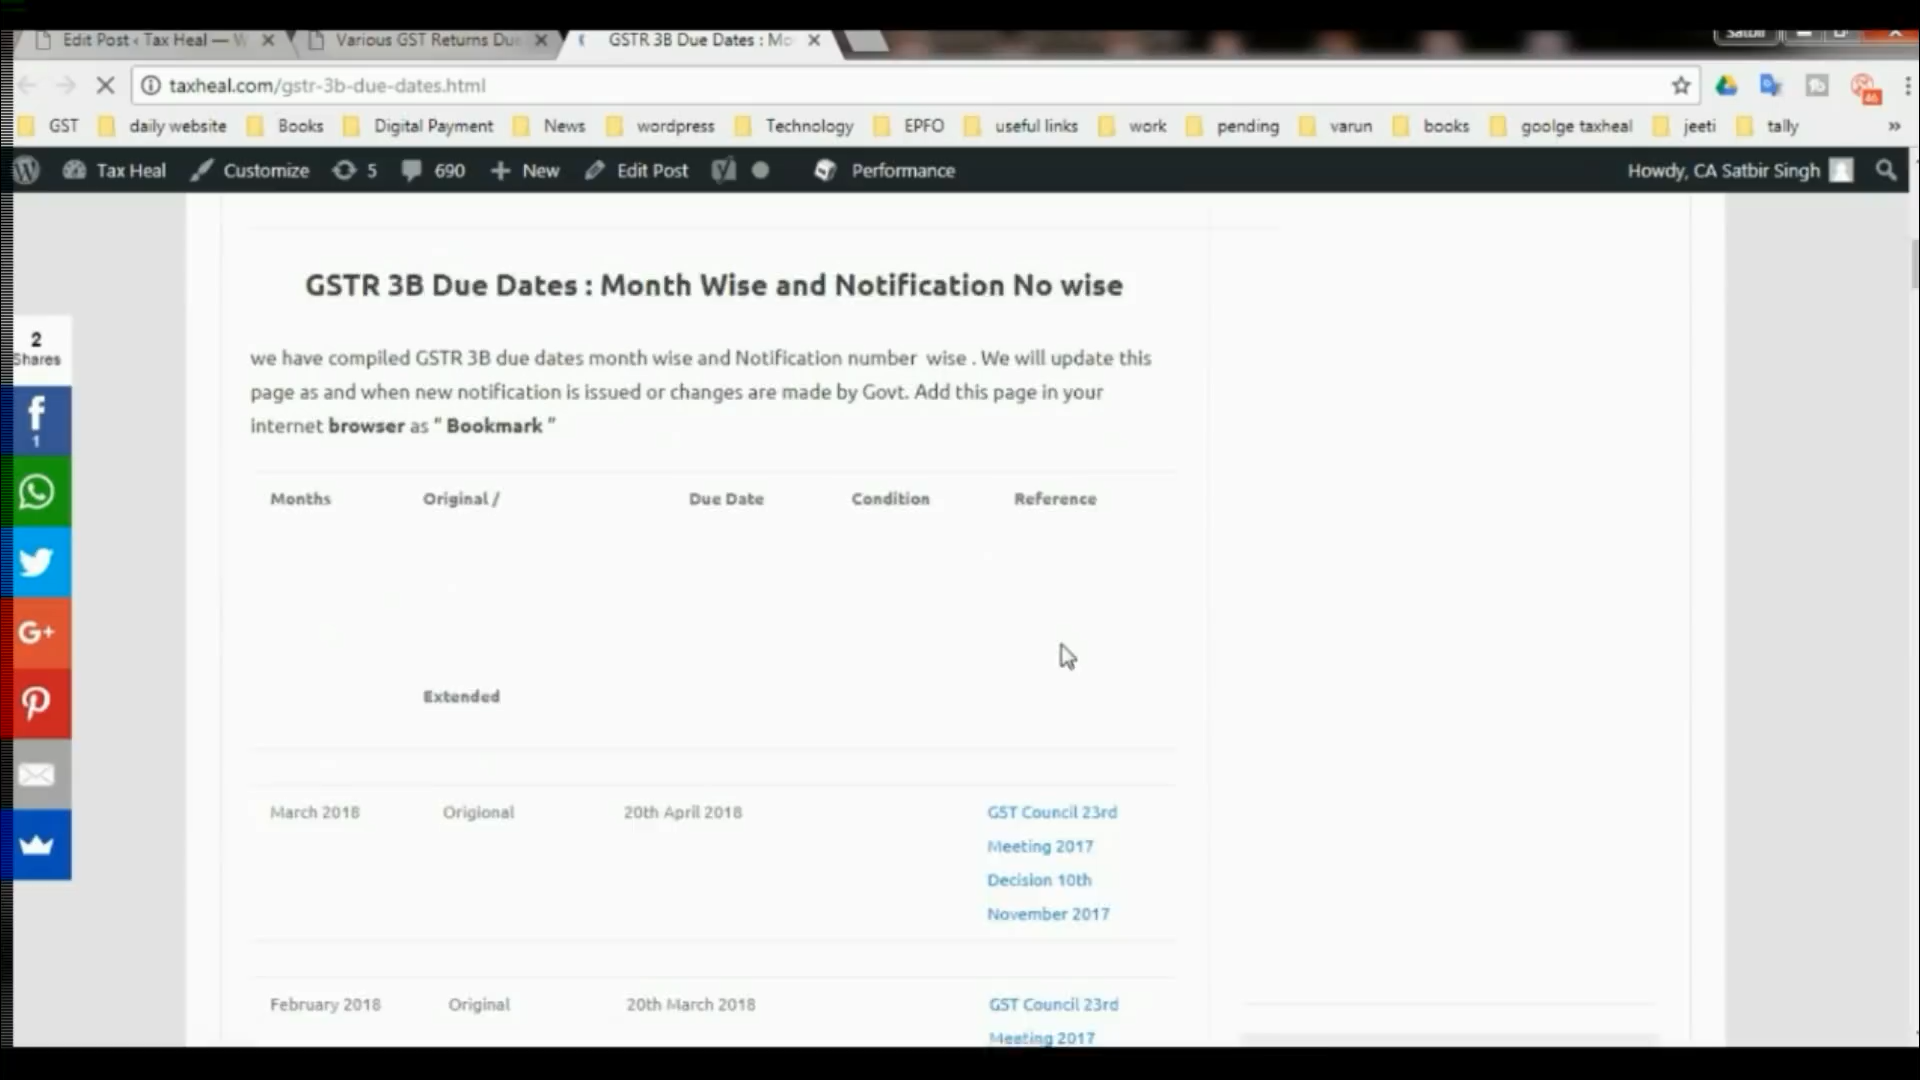 Edit Post ‹ Tax Heal — W
Various GST Returns Due
GSTR 3B Due Dates : Mo
Satbir
taxheal.com/gstr-3b-due-dates.html
46
GST daily website Books Digital Payment News wordpress Technology EPFO useful links work pending varun books goolge taxheal jeeti tally »
Tax Heal Customize 5 690 + New Edit Post Performance Howdy, CA Satbir Singh
GSTR 3B Due Dates : Month Wise and Notification No wise
2
Shares
1
we have compiled GSTR 3B due dates month wise and Notification number wise . We will update this
page as and when new notification is issued or changes are made by Govt. Add this page in your
internet browser as “ Bookmark ”
Months Original / Due Date Condition Reference
Extended
G+
March 2018 Origional 20th April 2018 GST Council 23rd
Meeting 2017
Decision 10th
November 2017
February 2018 Original 20th March 2018 GST Council 23rd
Meeting 2017